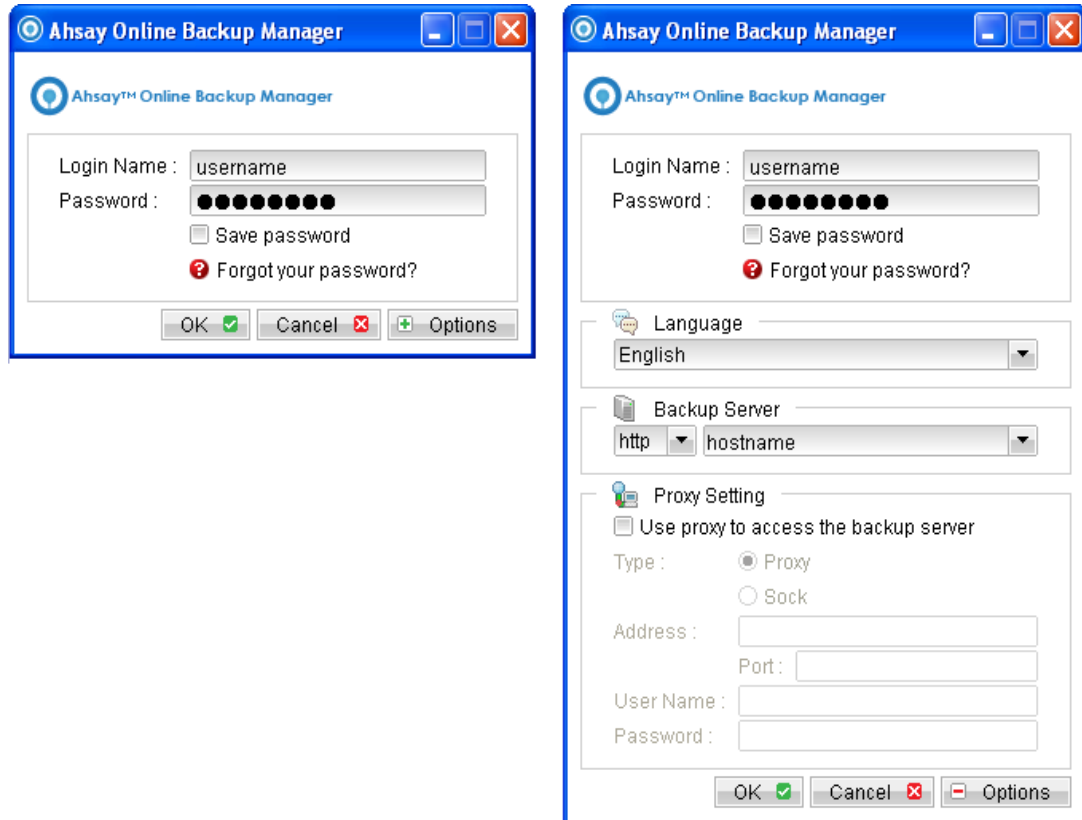 Ahsay Online Backup Manager
Ahsay™ Online Backup Manager
Login Name : username
Password : ●●●●●●●●
Save password
Forgot your password?
OK Cancel Options
Ahsay Online Backup Manager
Ahsay™ Online Backup Manager
Login Name : username
Password : ●●●●●●●●
Save password
Forgot your password?
Language
English
Backup Server
http hostname
Proxy Setting
Use proxy to access the backup server
Type : Proxy
Sock
Address :
Port :
User Name :
Password :
OK Cancel Options